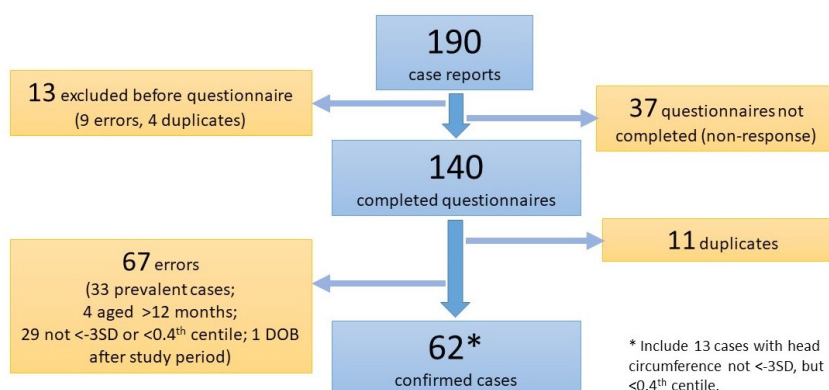 190
case reports
13 excluded before questionnaire
(9 errors, 4 duplicates)
37 questionnaires not
completed (non-response)
140
completed questionnaires
11 duplicates
67 errors
(33 prevalent cases;
4 aged >12 months;
29 not <-3SD or <0.4th centile; 1 DOB
after study period)
62*
confirmed cases
* Include 13 cases with head
circumference not <-3SD, but
<0.4th centile.